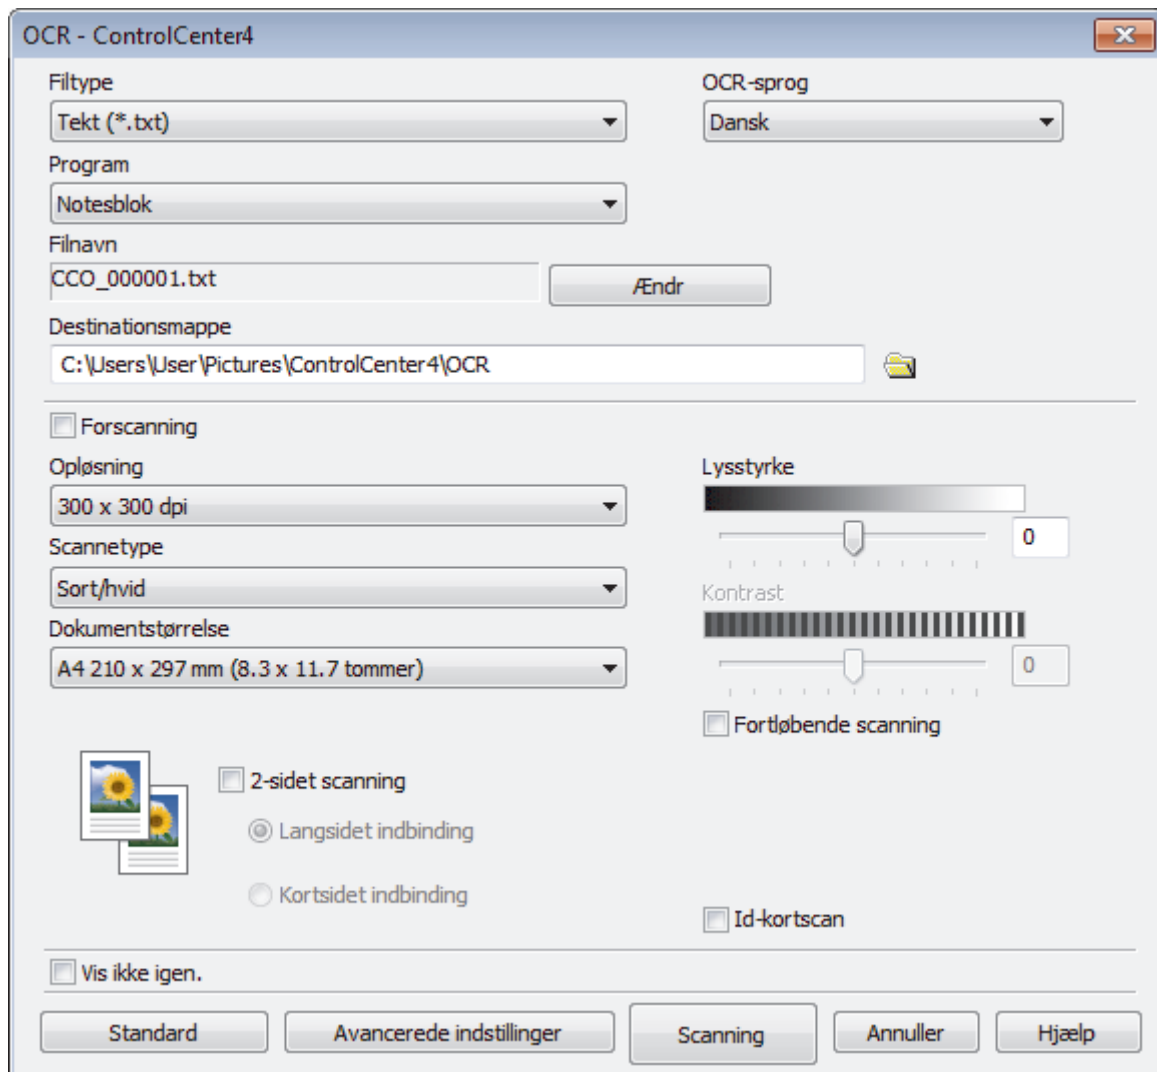 OCR - ControlCenter4
Filtype
OCR-sprog
Tekt (*.txt)
Dansk
Program
Notesblok
Filnavn
CCO_000001.txt
Ændr
Destinationsmappe
C:\Users\User\Pictures\ControlCenter4\OCR
Forscanning
Opløsning
Lysstyrke
300 x 300 dpi
0
Scannetype
Sort/hvid
Kontrast
Dokumentstørrelse
A4 210 x 297 mm (8.3 x 11.7 tommer)
0
Fortløbende scanning
2-sidet scanning
Langsidet indbinding
Kortsidet indbinding
Id-kortscan
Vis ikke igen.
Standard
Avancerede indstillinger
Scanning
Annuller
Hjælp